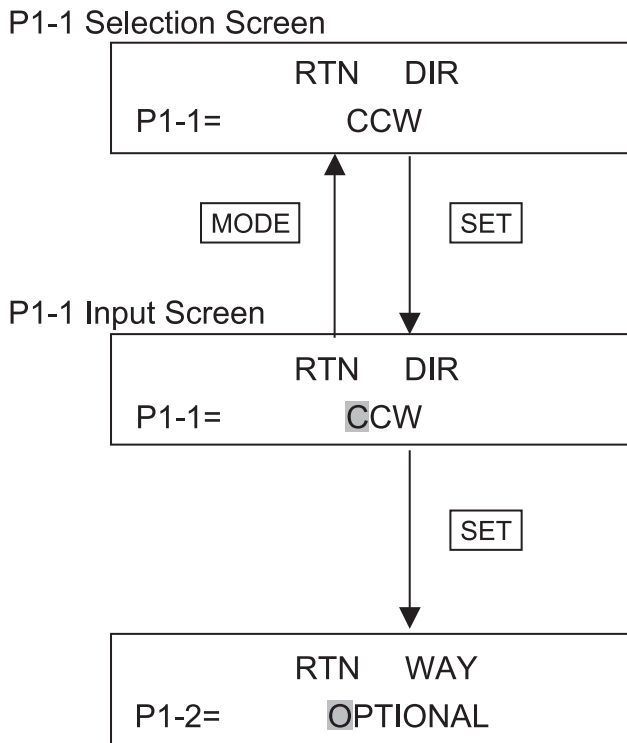 P1-1 Selection Screen
RTN DIR
P1-1= CCW
MODE SET
P1-1 Input Screen
RTN DIR
P1-1= CCW
SET
RTN WAY
P1-2= OPTIONAL